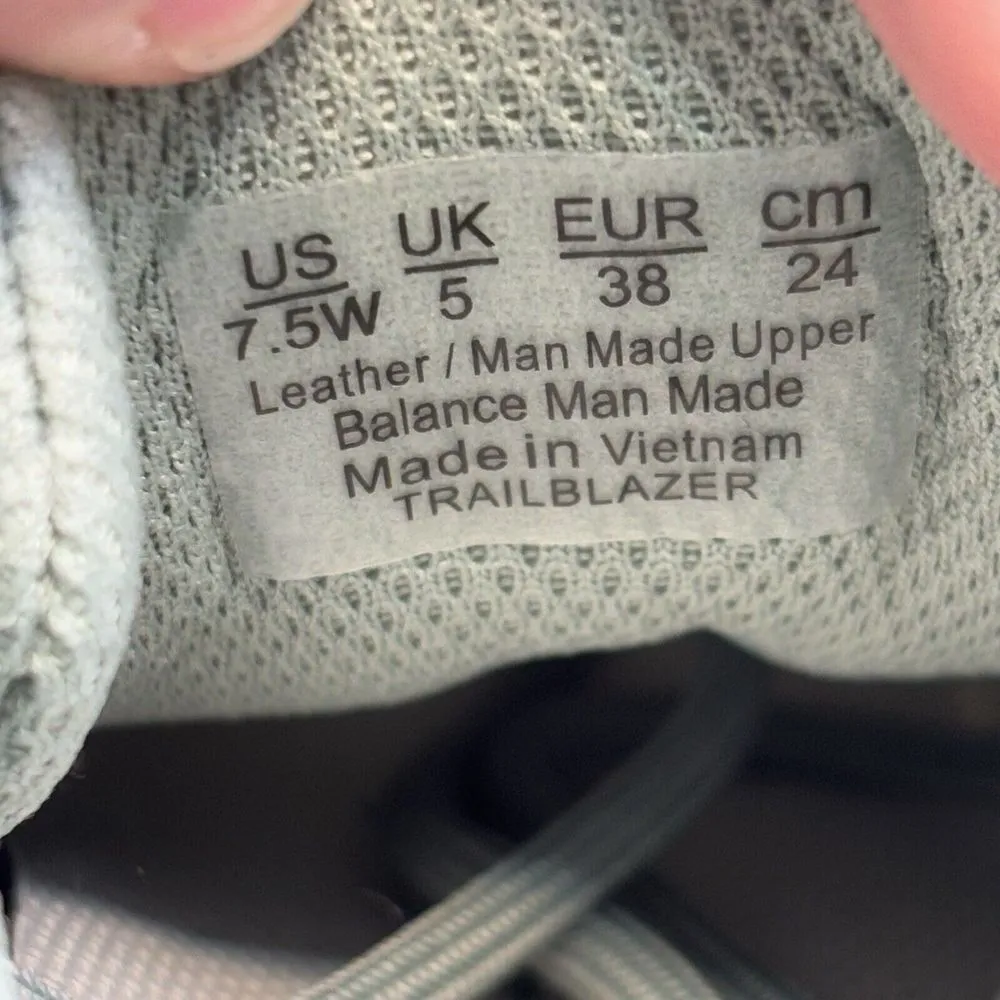 US UK EUR cm
7.5W 5 38 24
Leather / Man Made Upper
Balance Man Made
Made in Vietnam
TRAILBLAZER